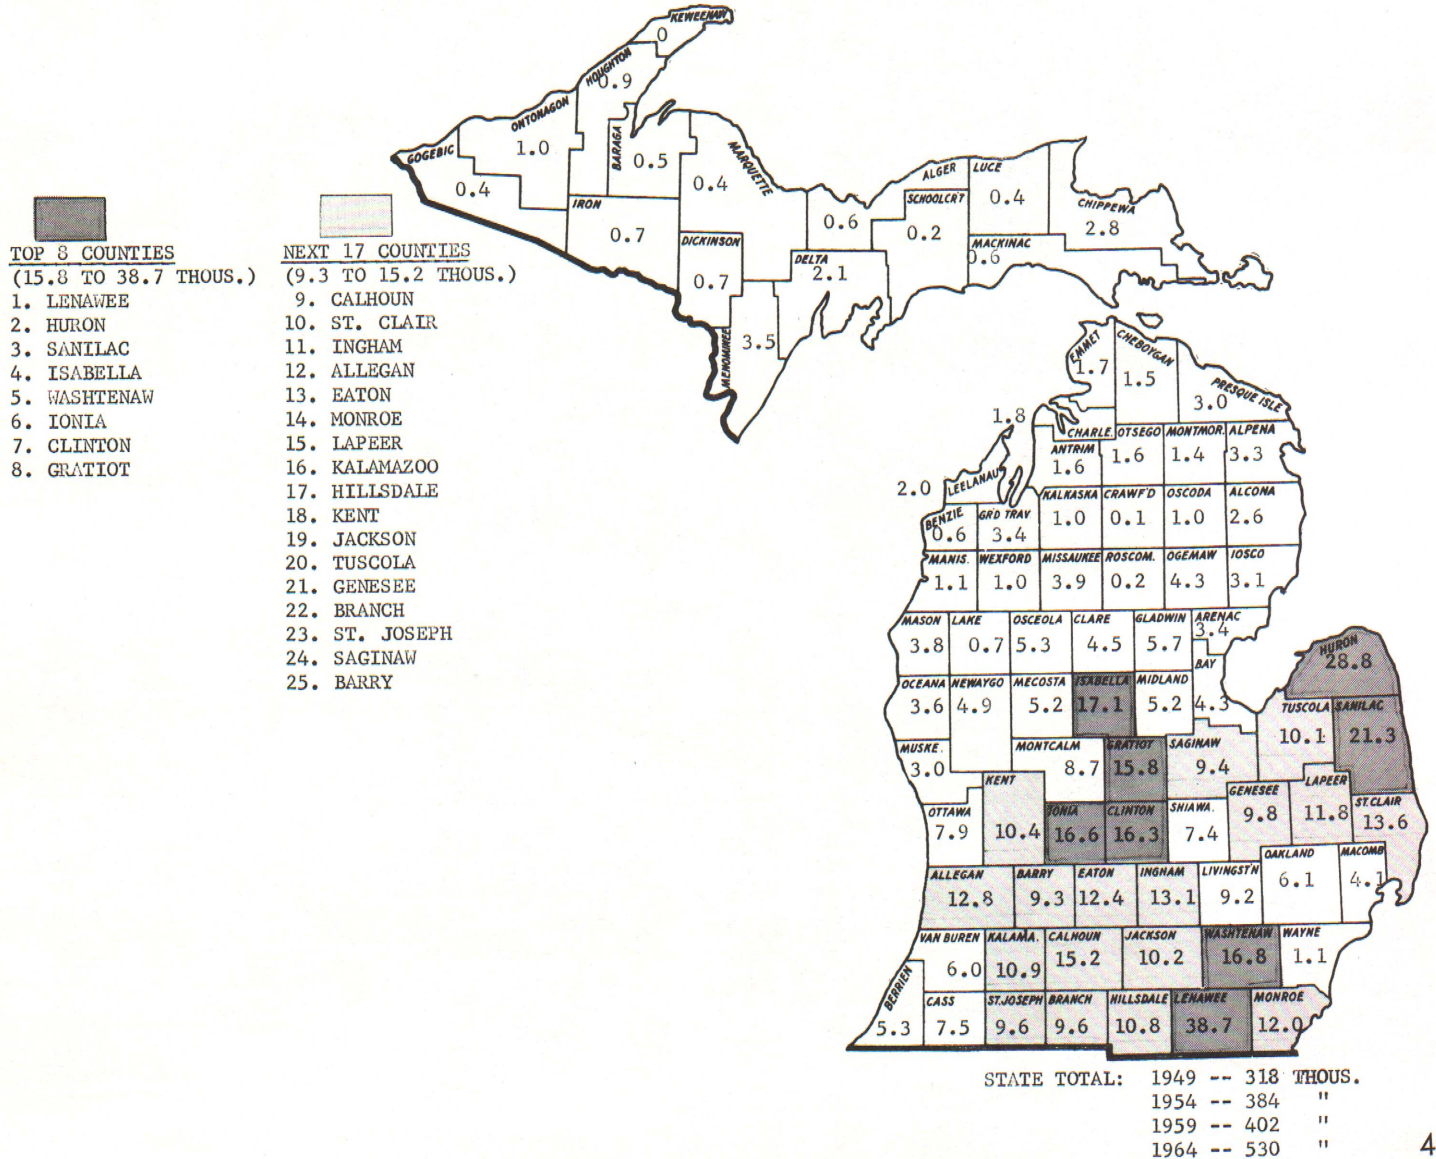 TOP 8 COUNTIES
(15.8 TO 38.7 THOUS.)
1. LENAWEE
2. HURON
3. SANILAC
4. ISABELLA
5. WASHTENAW
6. IONIA
7. CLINTON
8. GRATIOT
NEXT 17 COUNTIES
(9.3 TO 15.2 THOUS.)
9. CALHOUN
10. ST. CLAIR
11. INGHAM
12. ALLEGAN
13. EATON
14. MONROE
15. LAPEER
16. KALAMAZOO
17. HILLSDALE
18. KENT
19. JACKSON
20. TUSCOLA
21. GENESEE
22. BRANCH
23. ST. JOSEPH
24. SAGINAW
25. BARRY
KEWEENAW
0
HOUGHTON
0.9
ONTONAGON
1.0
GOGEBIC
0.4
BARAGA
0.5
MARQUETTE
0.4
IRON
0.7
DICKINSON
0.7
MENOMINEE
3.5
DELTA
2.1
ALGER
0.6
SCHOOLCR'T
0.2
LUCE
0.4
CHIPPEWA
2.8
MACKINAC
0.6
EMMET
1.7
CHEBOYGAN
1.5
PRESQUE ISLE
3.0
1.8
CHARLE. OTSEGO MONTMOR. ALPENA
ANTRIM
1.6 1.6 1.4 3.3
2.0 LEELANAU
KALKASKA CRAWF'D OSCODA ALCONA
1.0 0.1 1.0 2.6
BENZIE GR'D TRAV
0.6 3.4
MANIS. WEXFORD MISSAUKEE ROSCOM. OGEMAW IOSCO
1.1 1.0 3.9 0.2 4.3 3.1
MASON LAKE OSCEOLA CLARE GLADWIN ARENAC
3.8 0.7 5.3 4.5 5.7 3.4
HURON
28.8
BAY
4.3
OCEANA NEWAYGO MECOSTA ISABELLA MIDLAND
3.6 4.9 5.2 17.1 5.2
TUSCOLA SANILAC
10.1 21.3
MUSKE. MONTCALM GRATIOT SAGINAW
3.0 8.7 15.8 9.4
KENT
10.4
GENESEE LAPEER ST.CLAIR
9.8 11.8 13.6
OTTAWA IONIA CLINTON SHIAWA.
7.9 16.6 16.3 7.4
OAKLAND MACOMB
6.1 4.1
ALLEGAN BARRY EATON INGHAM LIVINGST'N
12.8 9.3 12.4 13.1 9.2
VAN BUREN KALAMA. CALHOUN JACKSON WASHTENAW WAYNE
6.0 10.9 15.2 10.2 16.8 1.1
BERRIEN CASS ST.JOSEPH BRANCH HILLSDALE LENAWEE MONROE
5.3 7.5 9.6 9.6 10.8 38.7 12.0
STATE TOTAL: 1949 -- 318 THOUS.
1954 -- 384 "
1959 -- 402 "
1964 -- 530 "
4